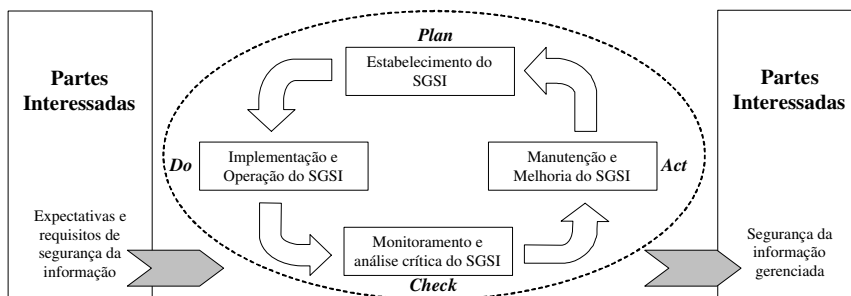 Partes
Interessadas
Expectativas e
requisitos de
segurança da
informação
Plan
Estabelecimento do
SGSI
Do
Implementação e
Operação do SGSI
Manutenção e
Melhoria do SGSI
Act
Monitoramento e
análise crítica do SGSI
Check
Partes
Interessadas
Segurança da
informação
gerenciada